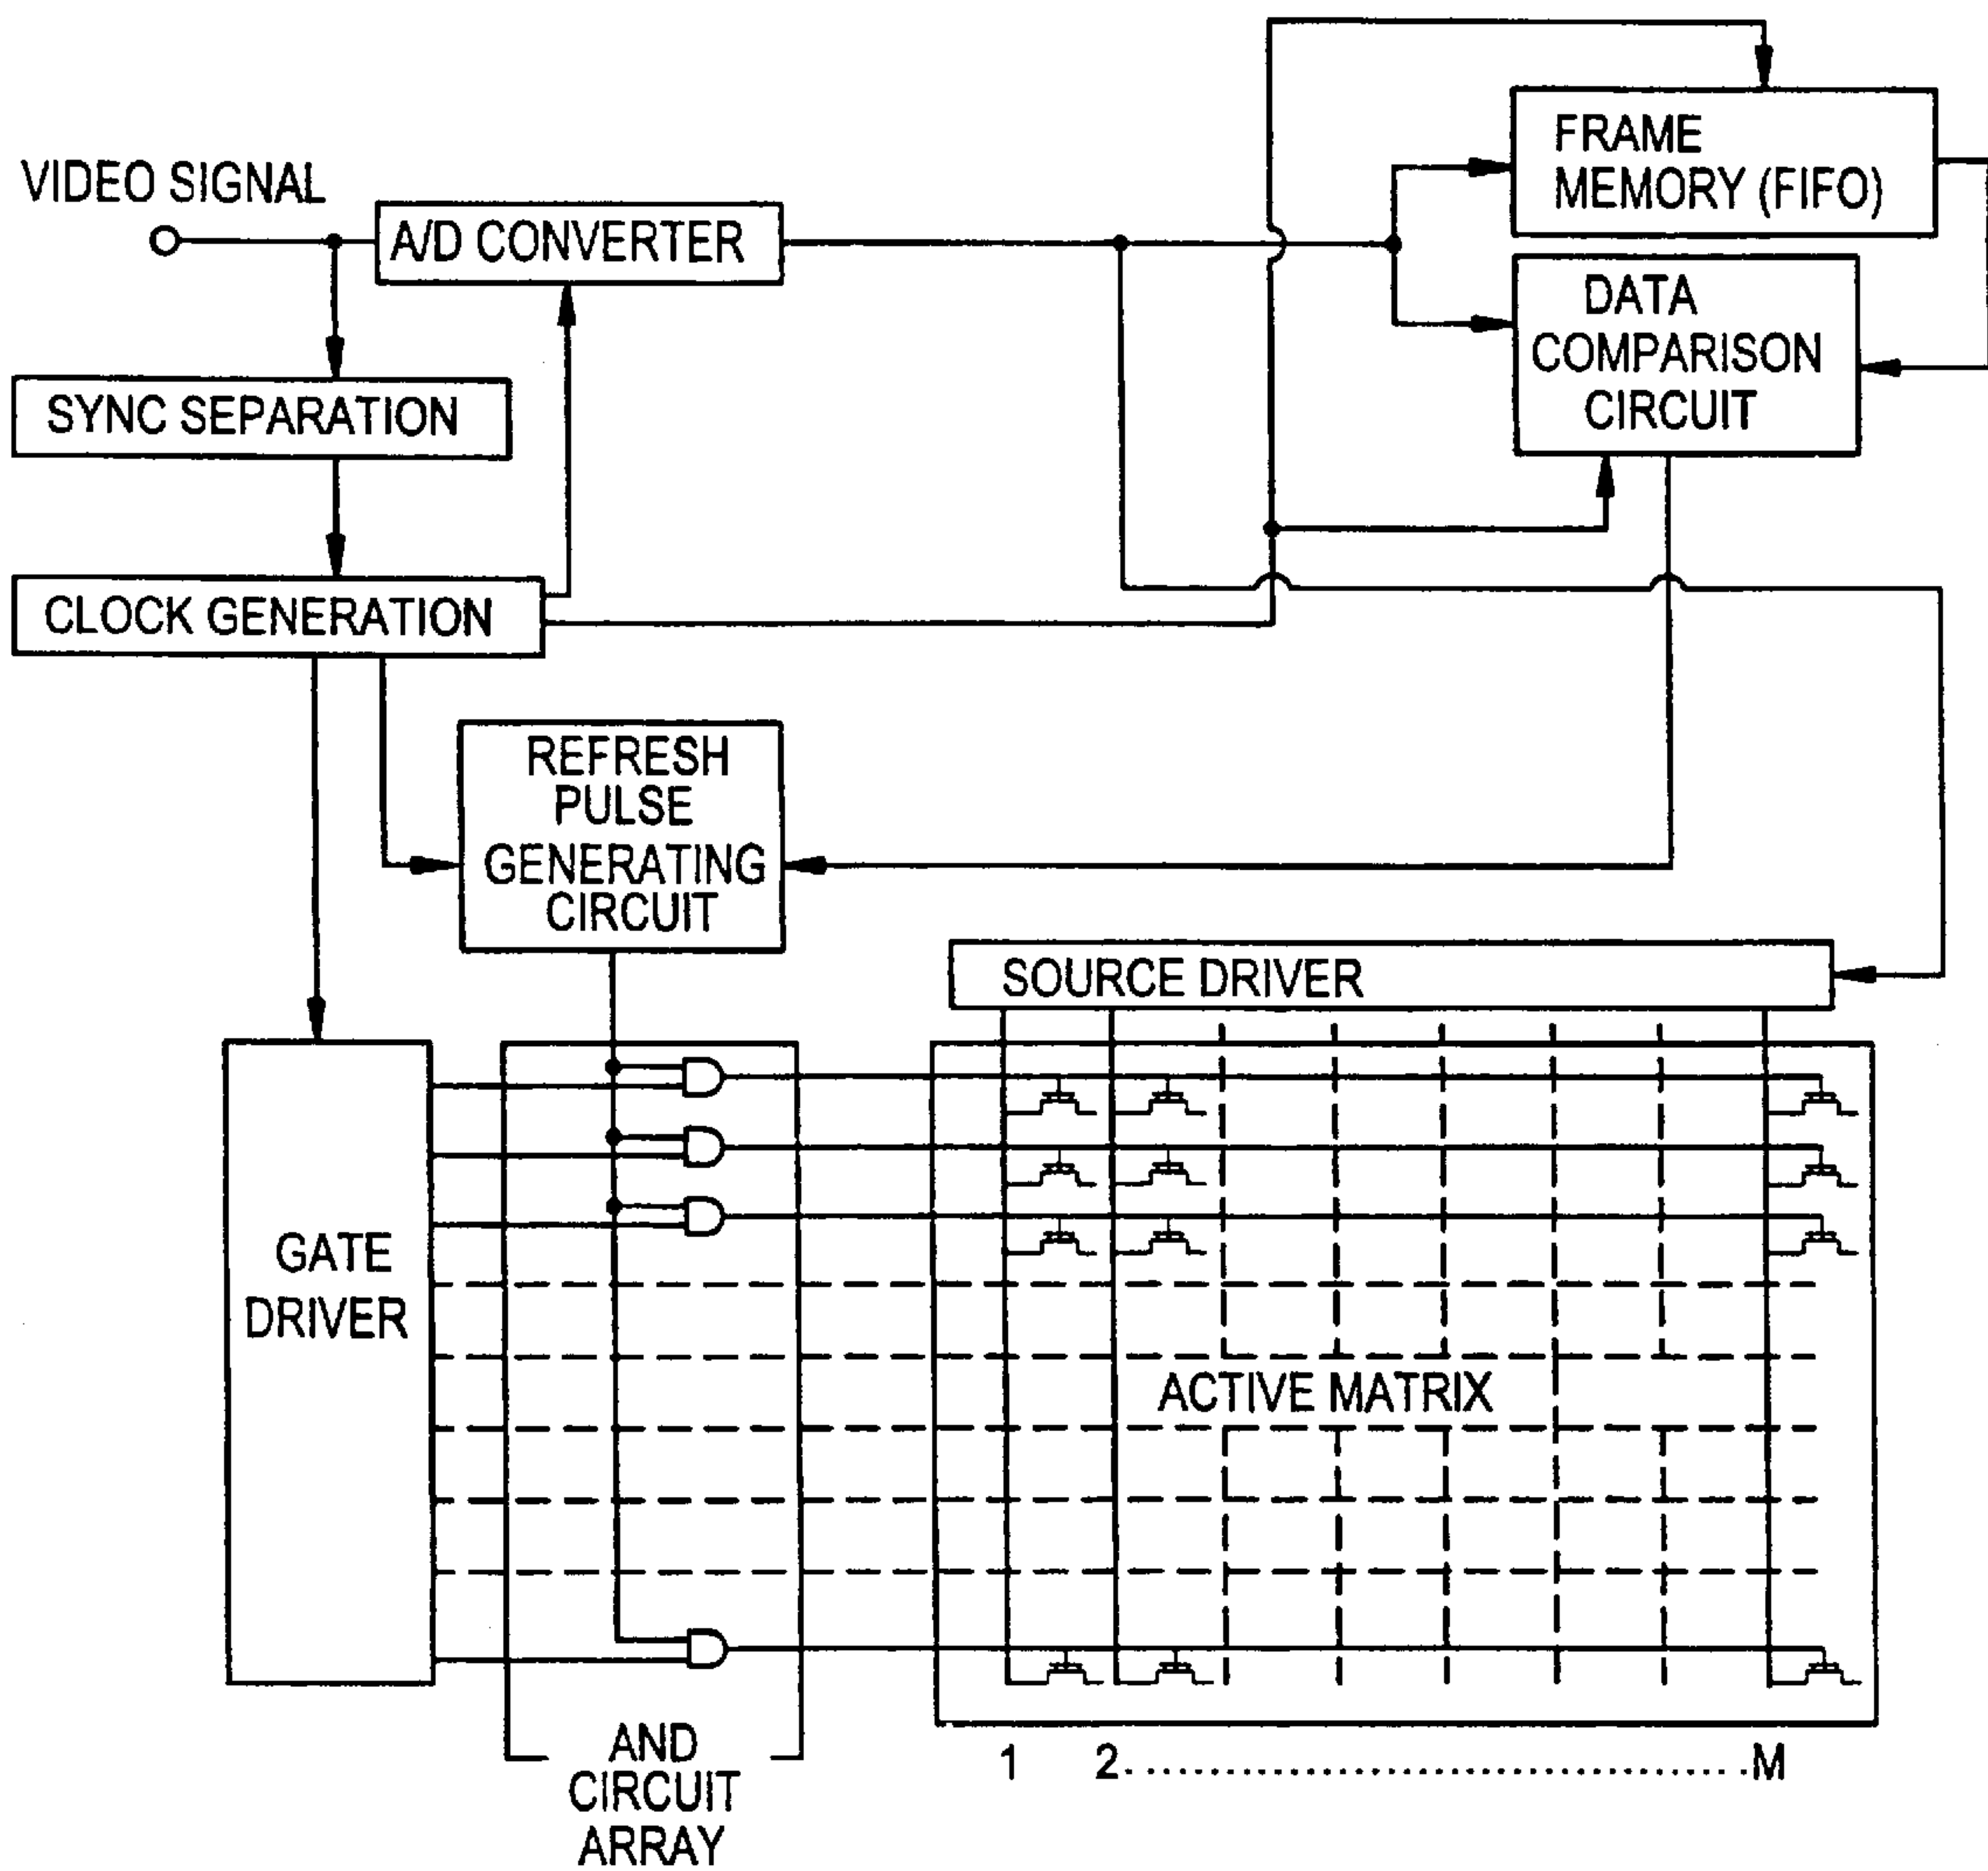 VIDEO SIGNAL
A/D CONVERTER
FRAME
MEMORY (FIFO)
DATA
COMPARISON
CIRCUIT
SYNC SEPARATION
CLOCK GENERATION
REFRESH
PULSE
GENERATING
CIRCUIT
SOURCE DRIVER
GATE
DRIVER
ACTIVE MATRIX
AND
CIRCUIT
ARRAY
1 2 M